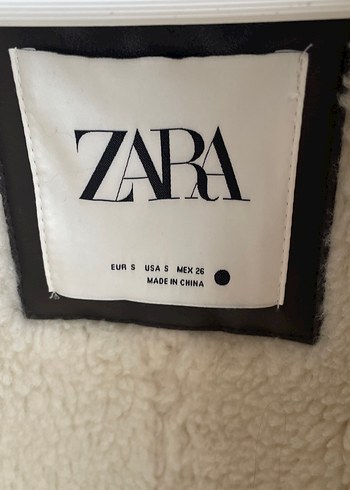 ZARA
EUR S USA S MEX 26
MADE IN CHINA